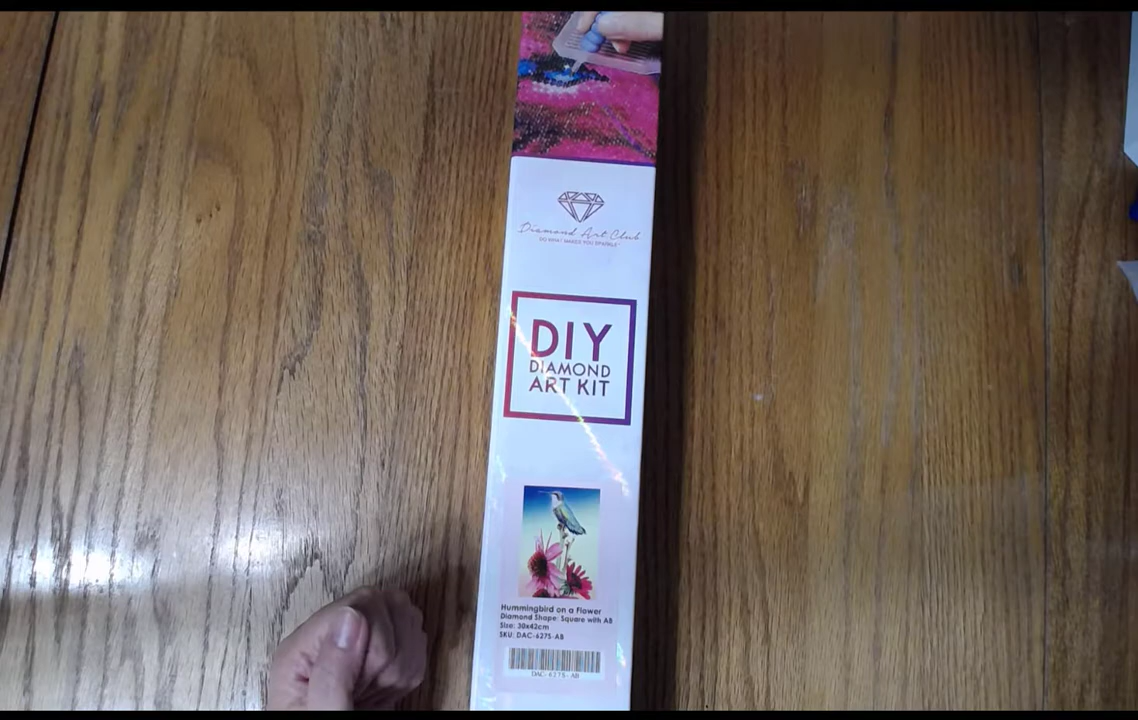 Diamond Art Club
DO WHAT MAKES YOU SPARKLE
DIY
DIAMOND
ART KIT
Hummingbird on a Flower
Diamond Shape: Square with AB
Size: 30x42cm
SKU: DAC-6275-AB
DAC-6275-AB